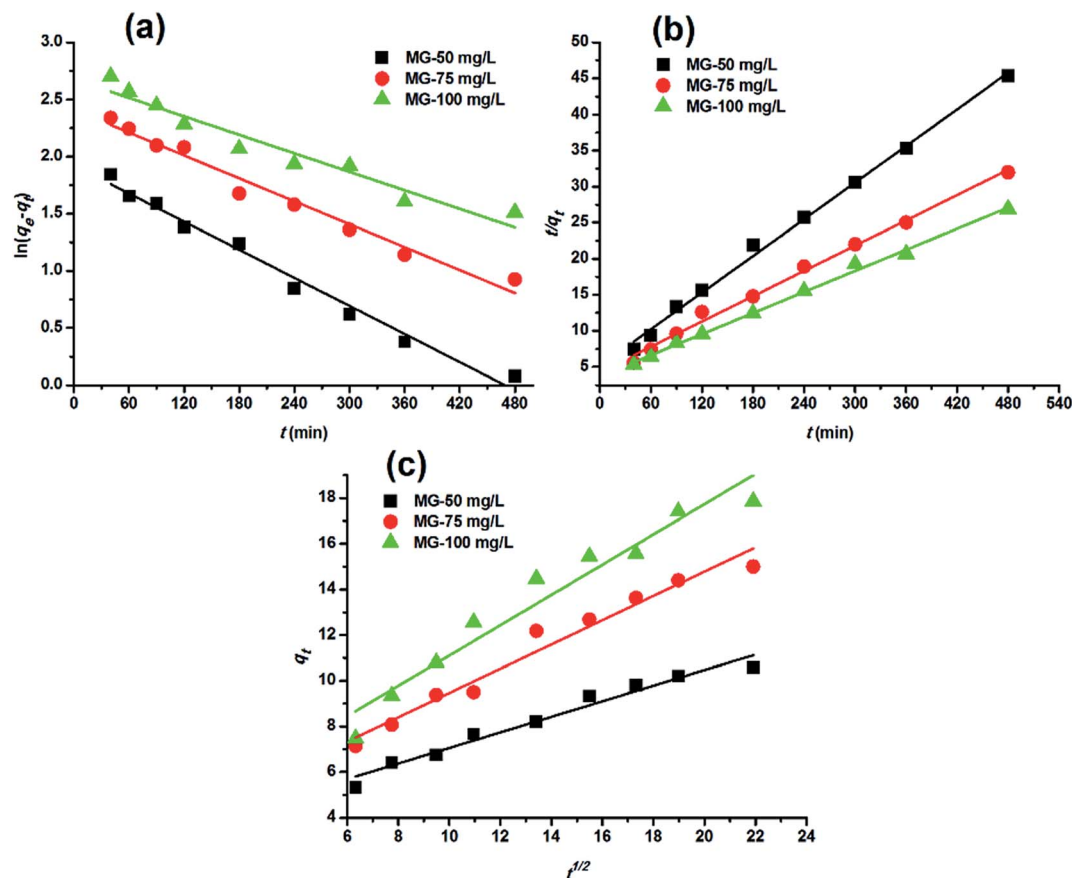 (a)
MG-50 mg/L
MG-75 mg/L
MG-100 mg/L
3.0
2.5
2.0
1.5
1.0
0.5
0.0
ln(qe-qt)
0 60 120 180 240 300 360 420 480
t (min)
(b)
MG-50 mg/L
MG-75 mg/L
MG-100 mg/L
50
45
40
35
30
25
20
15
10
5
t/qt
0 60 120 180 240 300 360 420 480 540
t (min)
(c)
MG-50 mg/L
MG-75 mg/L
MG-100 mg/L
18
16
14
12
10
8
6
4
qt
6 8 10 12 14 16 18 20 22 24
t1/2